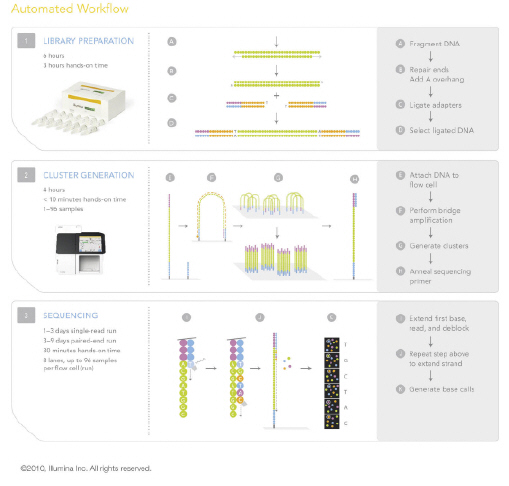 Automated Workflow
1 LIBRARY PREPARATION
6 hours
3 hours hands-on time
A
B
C
D
A Fragment DNA
B Repair ends
Add A overhang
C Ligate adapters
D Select ligated DNA
2 CLUSTER GENERATION
4 hours
< 10 minutes hands-on time
1–96 samples
E F G H
E Attach DNA to
flow cell
F Perform bridge
amplification
G Generate clusters
H Anneal sequencing
primer
3 SEQUENCING
1–3 days single-read run
3–9 days paired-end run
30 minutes hands-on time
8 lanes, up to 96 samples
per flow cell (run)
I J K
I Extend first base,
read, and deblock
J Repeat step above
to extend strand
K Generate base calls
©2010, Illumina Inc. All rights reserved.